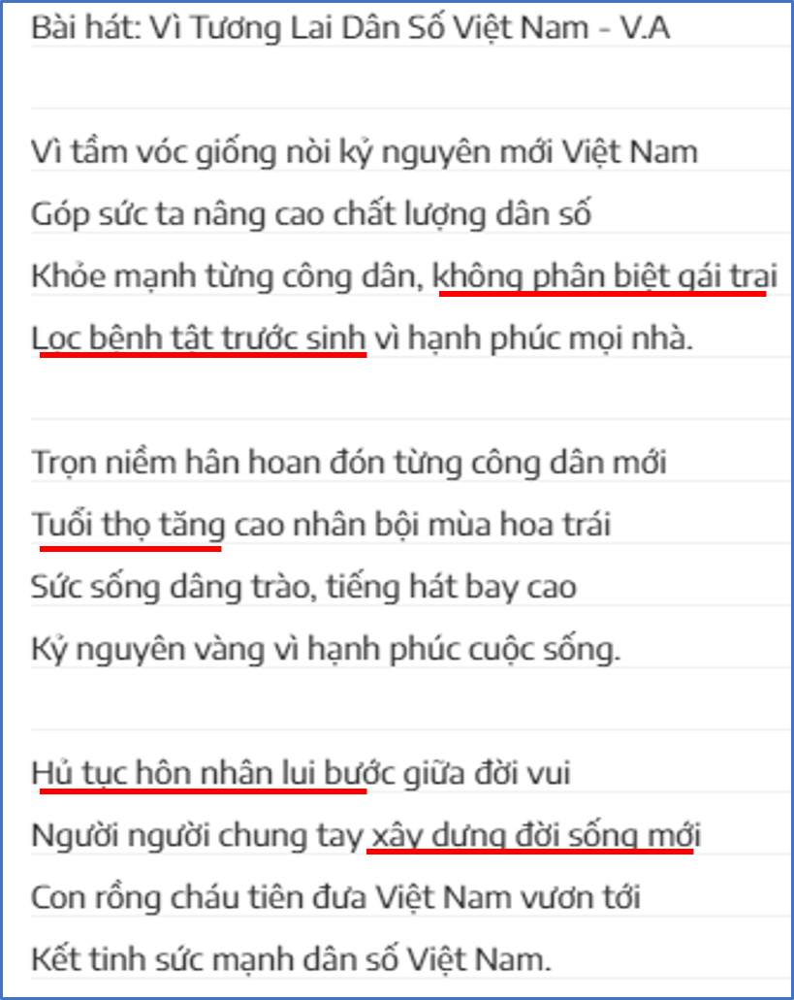 Bài hát: Vì Tương Lai Dân Số Việt Nam - V.A
Vì tầm vóc giống nòi kỷ nguyên mới Việt Nam
Góp sức ta nâng cao chất lượng dân số
Khỏe mạnh từng công dân, không phân biệt gái trai
Lọc bệnh tật trước sinh vì hạnh phúc mọi nhà.
Trọn niềm hân hoan đón từng công dân mới
Tuổi thọ tăng cao nhân bội mùa hoa trái
Sức sống dâng trào, tiếng hát bay cao
Kỷ nguyên vàng vì hạnh phúc cuộc sống.
Hủ tục hôn nhân lui bước giữa đời vui
Người người chung tay xây dựng đời sống mới
Con rồng cháu tiên đưa Việt Nam vươn tới
Kết tinh sức mạnh dân số Việt Nam.